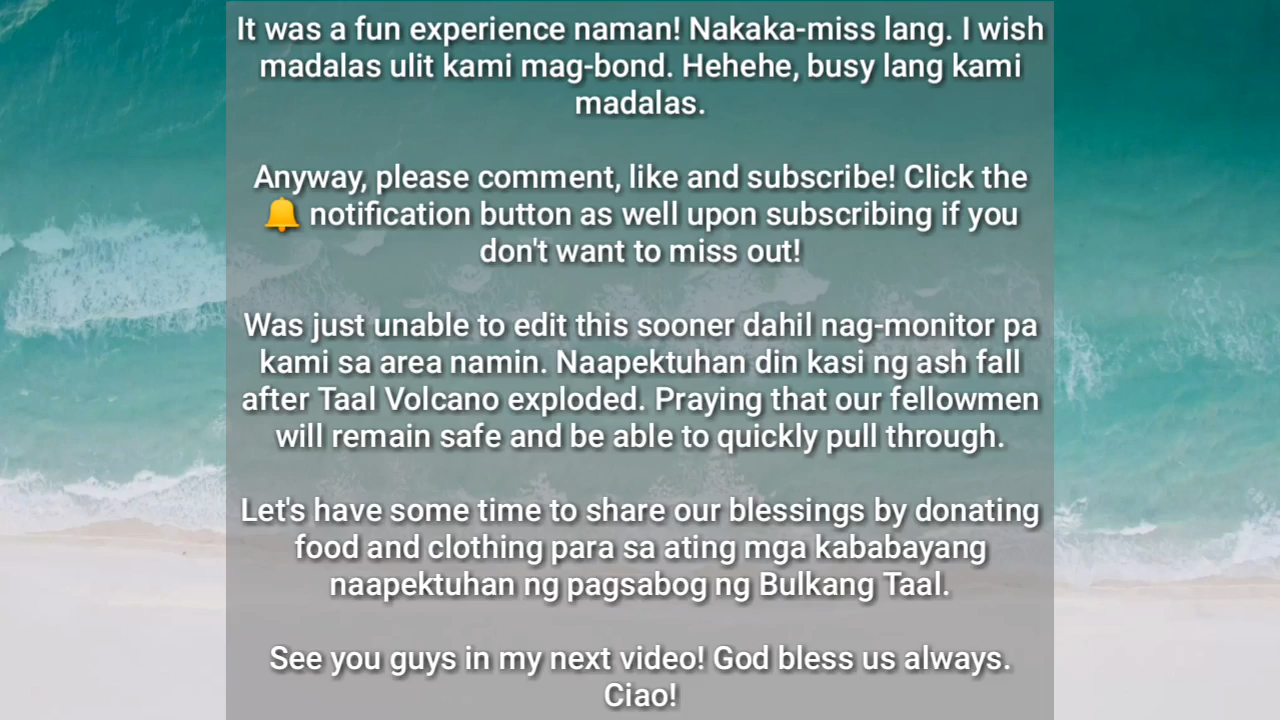 It was a fun experience naman! Nakaka-miss lang. I wish
madalas ulit kami mag-bond. Hehehe, busy lang kami
madalas.
Anyway, please comment, like and subscribe! Click the
🔔 notification button as well upon subscribing if you
don't want to miss out!
Was just unable to edit this sooner dahil nag-monitor pa
kami sa area namin. Naapektuhan din kasi ng ash fall
after Taal Volcano exploded. Praying that our fellowmen
will remain safe and be able to quickly pull through.
Let's have some time to share our blessings by donating
food and clothing para sa ating mga kababayang
naapektuhan ng pagsabog ng Bulkang Taal.
See you guys in my next video! God bless us always.
Ciao!